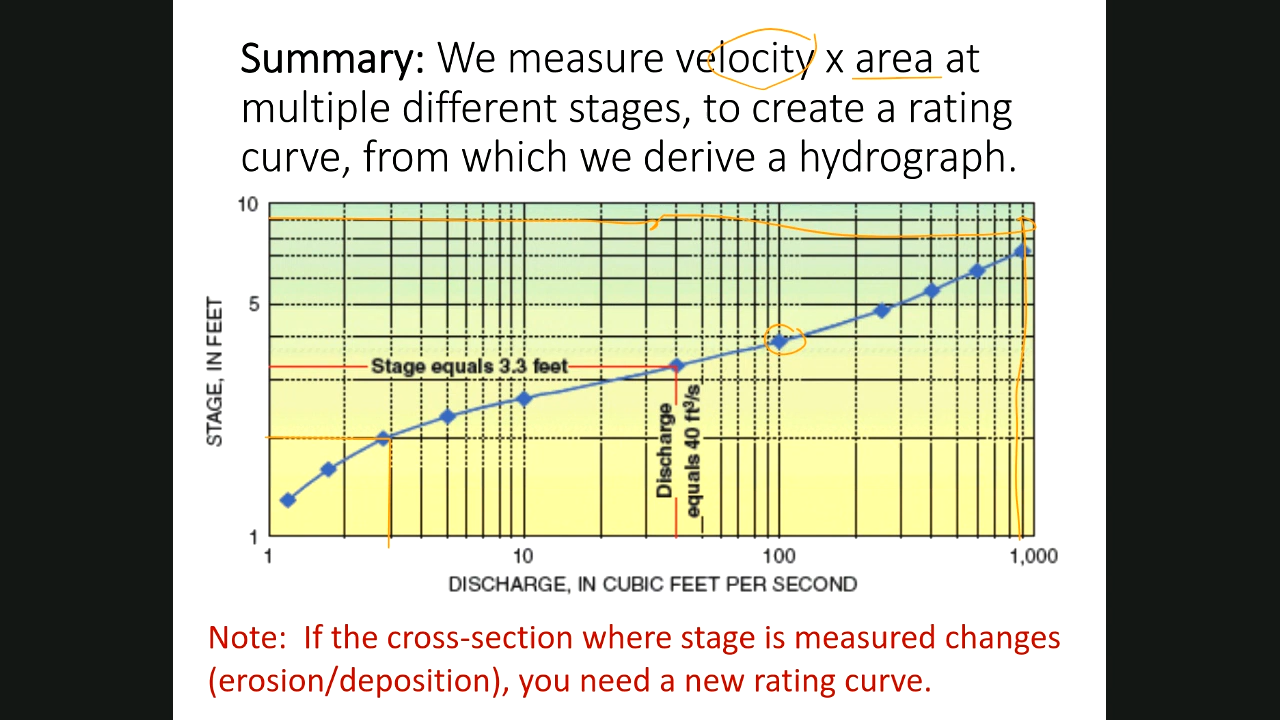 Summary: We measure velocity x area at
multiple different stages, to create a rating
curve, from which we derive a hydrograph.
10
5
1
STAGE, IN FEET
Stage equals 3.3 feet
Discharge
equals 40 ft³/s
1 10 100 1,000
DISCHARGE, IN CUBIC FEET PER SECOND
Note: If the cross-section where stage is measured changes
(erosion/deposition), you need a new rating curve.